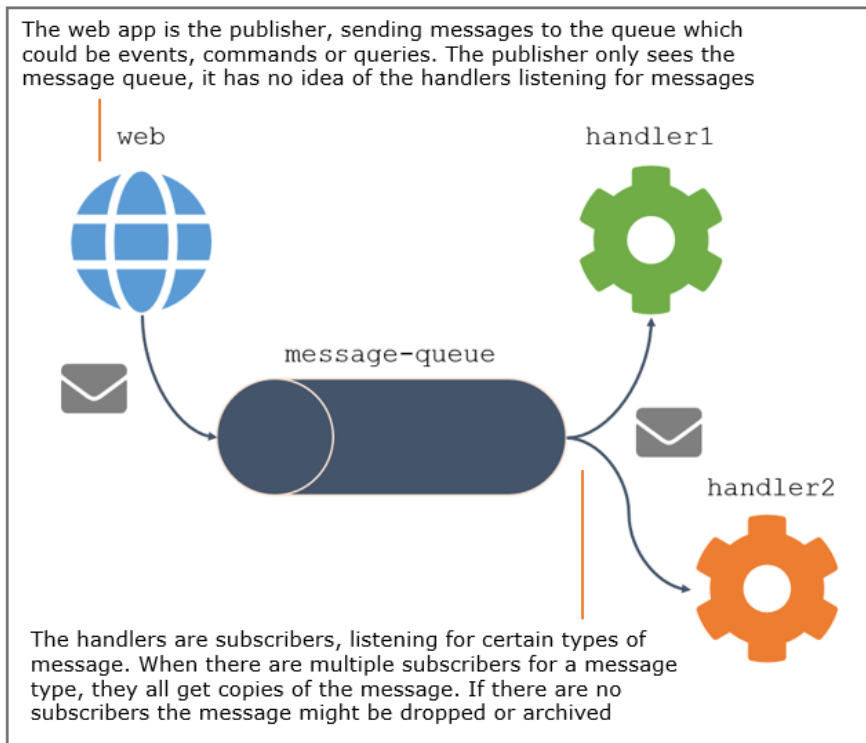 The web app is the publisher, sending messages to the queue which
could be events, commands or queries. The publisher only sees the
message queue, it has no idea of the handlers listening for messages
web
handler1
message-queue
handler2
The handlers are subscribers, listening for certain types of
message. When there are multiple subscribers for a message
type, they all get copies of the message. If there are no
subscribers the message might be dropped or archived